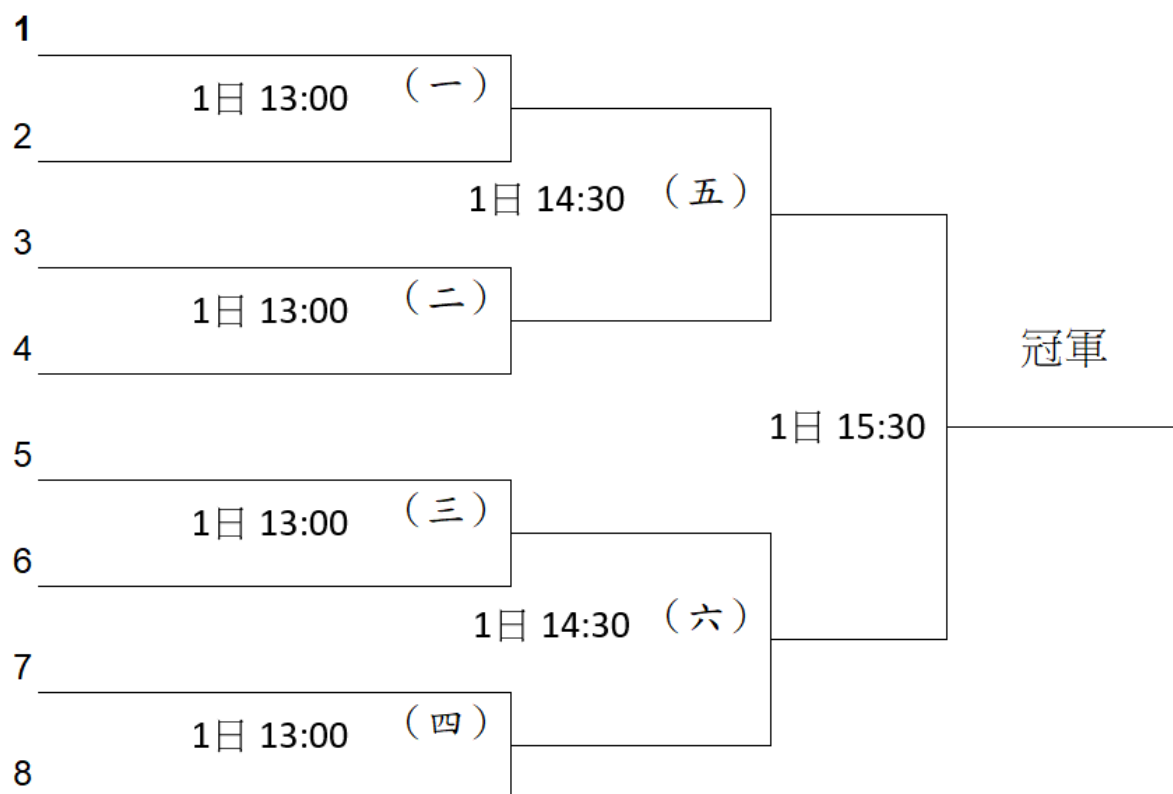 1
1日 13:00 （一）
2
1日 14:30 （五）
3
1日 13:00 （二）
4
冠軍
1日 15:30
5
1日 13:00 （三）
6
1日 14:30 （六）
7
1日 13:00 （四）
8